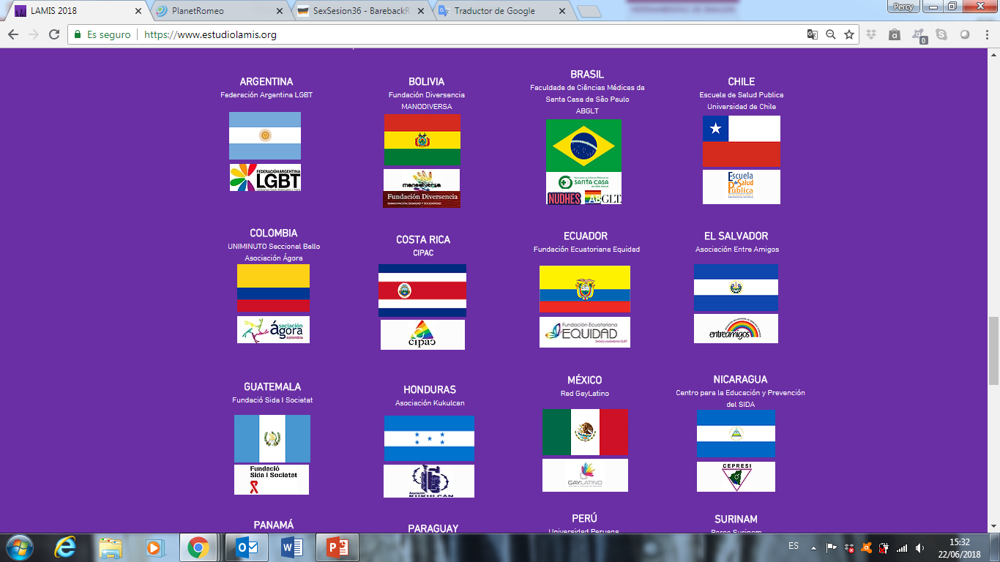 LAMIS 2018
PlanetRomeo
SexSesion36 - BarebackR
Traductor de Google
Percy
Es seguro
https://www.estudiolamis.org
0
ARGENTINA
Federación Argentina LGBT
FEDERACIÓN ARGENTINA
LGBT
BOLIVIA
Fundación Diversencia
MANODIVERSA
manodiversa
Fundación Diversencia
BRASIL
Faculdade de Ciências Médicas da
Santa Casa de São Paulo
ABGLT
SANTA CASA
NUDHES
ABGLT
CHILE
Escuela de Salud Publica
Universidad de Chile
Escuela
de Salud
Pública
COLOMBIA
UNIMINUTO Seccional Bello
Asociación Ágora
asociación
ágora
colombia
COSTA RICA
CIPAC
cipac
ECUADOR
Fundación Ecuatoriana Equidad
Fundación Ecuatoriana
EQUIDAD
EL SALVADOR
Asociación Entre Amigos
entreamigos
GUATEMALA
Fundació Sida I Societat
Fundació
Sida i Societat
HONDURAS
Asociación Kukulcan
Asociación
KUKULCÁN
MÉXICO
Red GayLatino
GAYLATINO
NICARAGUA
Centro para la Educación y Prevención
del SIDA
CEPRESI
PANAMÁ
PARAGUAY
PERÚ
Universidad Peruana
SURINAM
Parea Surinam
ES
15:32
22/06/2018